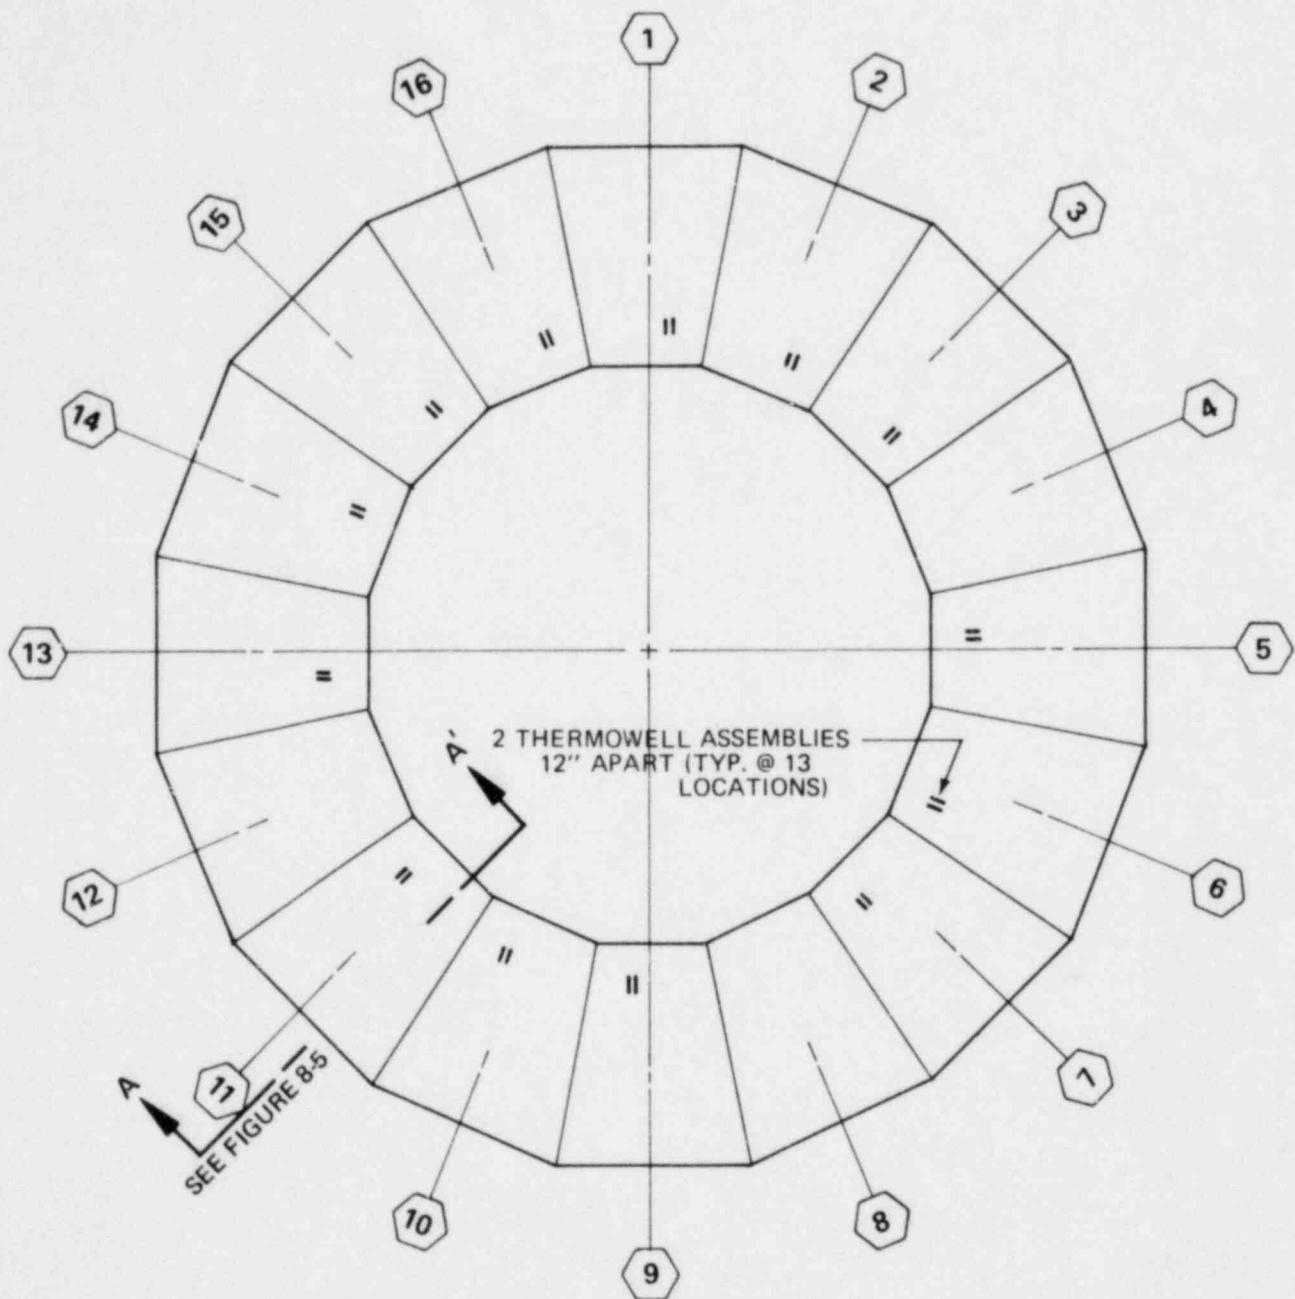 1
2
16
3
15
4
14
5
13
2 THERMOWELL ASSEMBLIES
12" APART (TYP. @ 13
LOCATIONS)
A'
6
12
7
11
A
SEE FIGURE 8-5
8
10
9